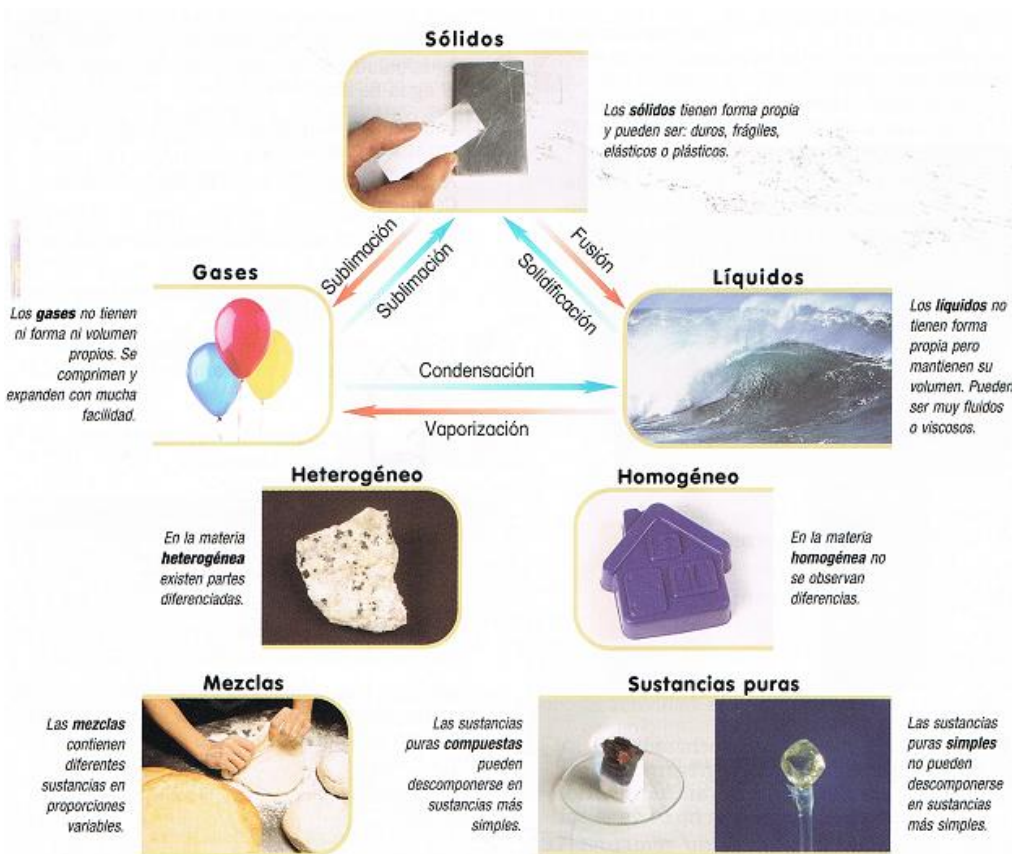 Sólidos
Los sólidos tienen forma propia
y pueden ser: duros, frágiles,
elásticos o plásticos.
Sublimación
Sublimación
Fusión
Solidificación
Gases
Los gases no tienen
ni forma ni volumen
propios. Se
comprimen y
expanden con mucha
facilidad.
Condensación
Vaporización
Líquidos
Los líquidos no
tienen forma
propia pero
mantienen su
volumen. Pueden
ser muy fluidos
o viscosos.
Heterogéneo
En la materia
heterogénea
existen partes
diferenciadas.
Homogéneo
En la materia
homogénea no
se observan
diferencias.
Mezclas
Las mezclas
contienen
diferentes
sustancias en
proporciones
variables.
Sustancias puras
Las sustancias
puras compuestas
pueden
descomponerse en
sustancias más
simples.
Las sustancias
puras simples
no pueden
descomponerse
en sustancias
más simples.